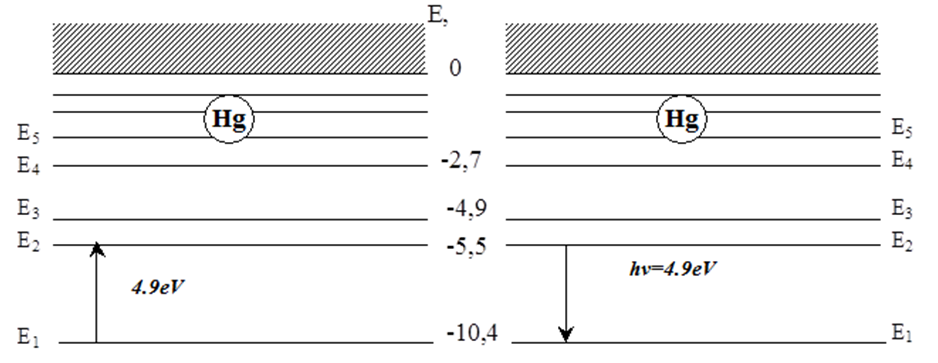 E,
0
Hg
Hg
E5
E5
E4
-2,7
E4
E3
-4,9
E3
E2
-5,5
E2
4.9eV
hν=4.9eV
E1
-10,4
E1